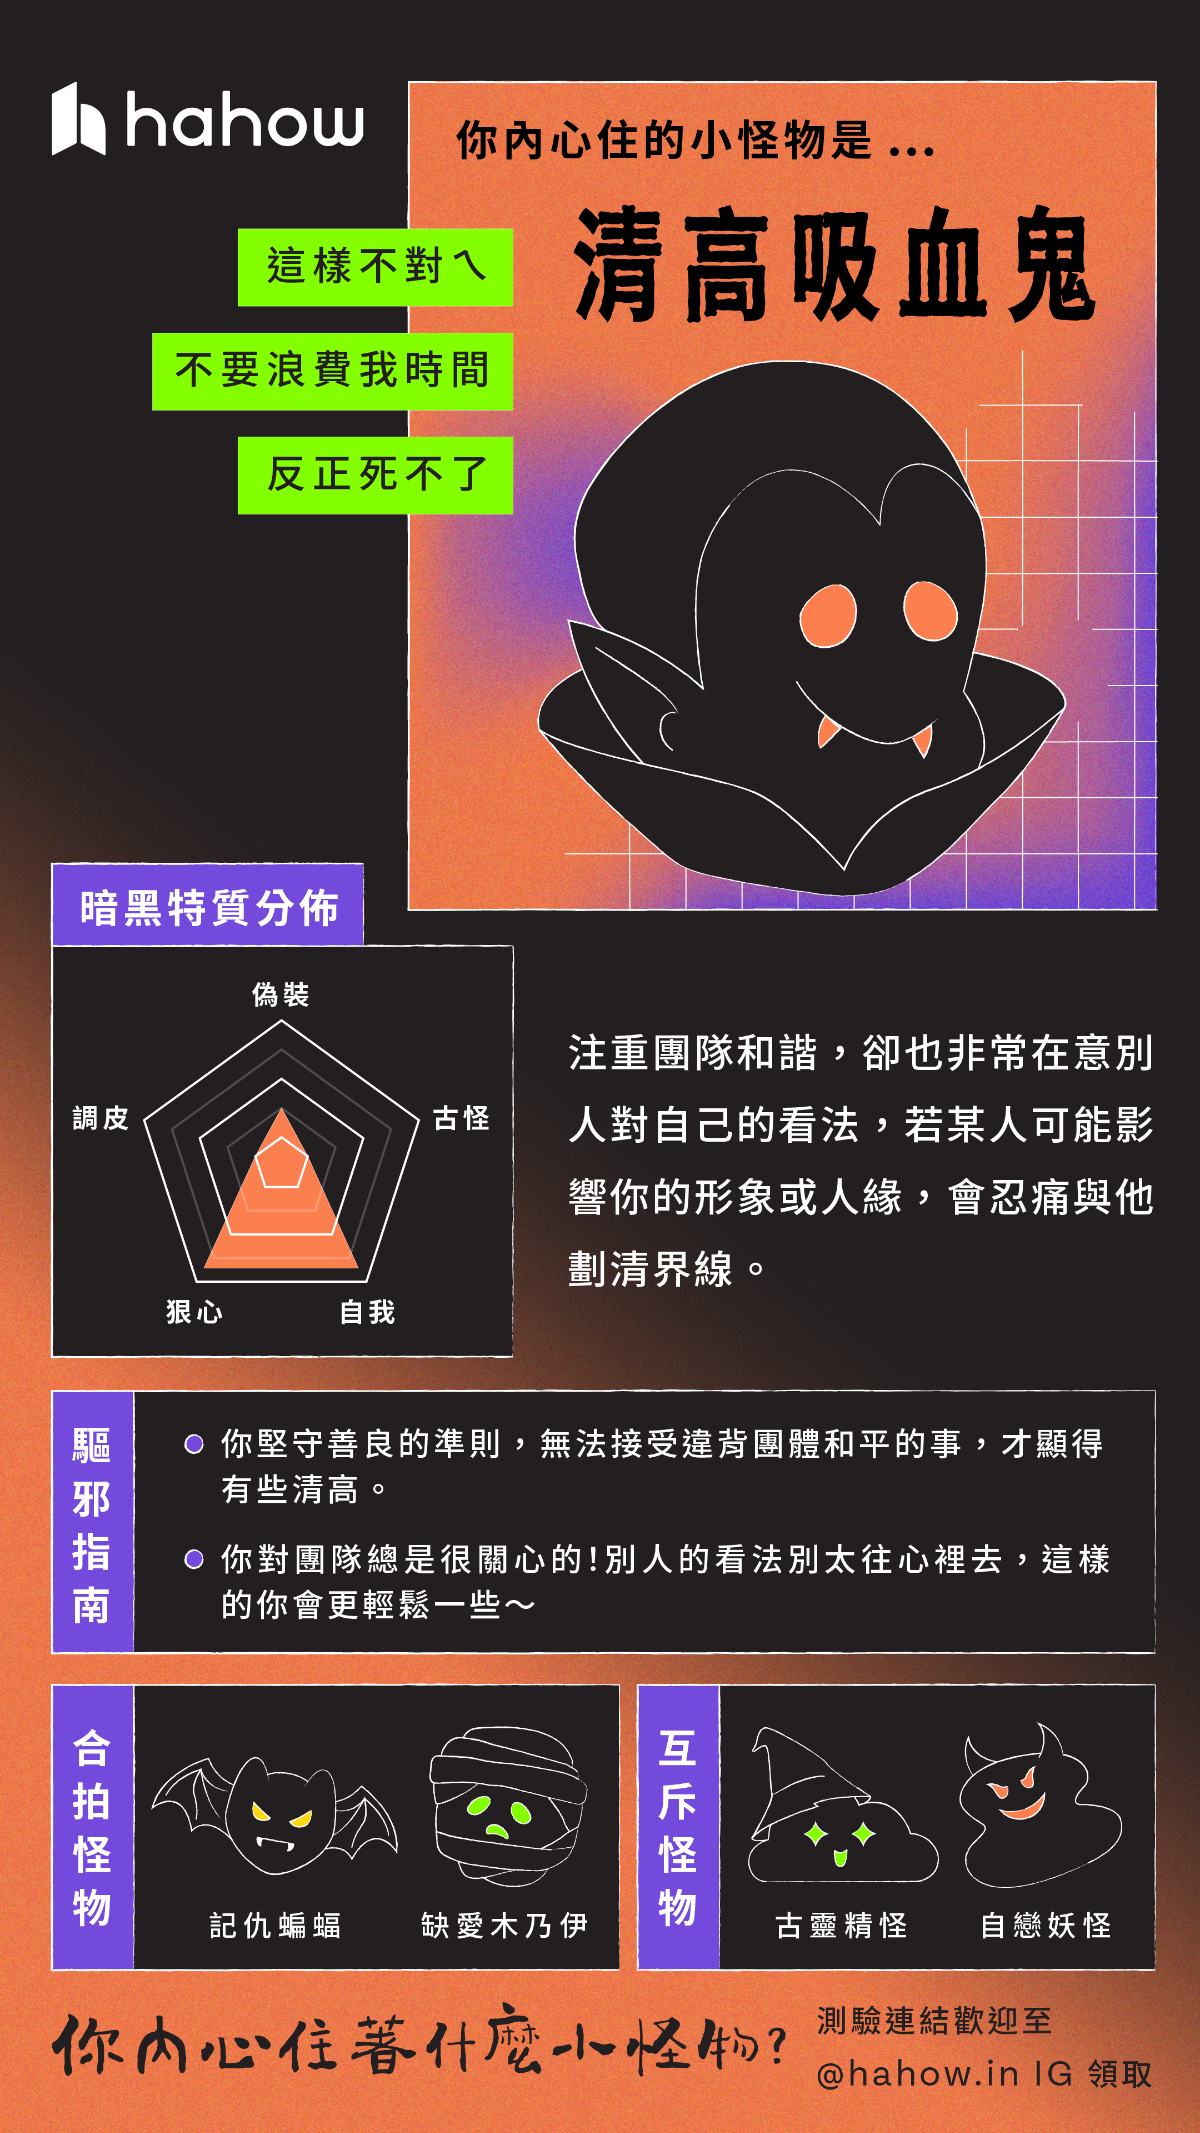 hahow
你內心住的小怪物是 ...
清高吸血鬼
這樣不對ㄟ
不要浪費我時間
反正死不了
暗黑特質分佈
偽裝
調皮
古怪
狠心
自我
注重團隊和諧，卻也非常在意別
人對自己的看法，若某人可能影
響你的形象或人緣，會忍痛與他
劃清界線。
驅邪指南
你堅守善良的準則，無法接受違背團體和平的事，才顯得
有些清高。
你對團隊總是很關心的！別人的看法別太往心裡去，這樣
的你會更輕鬆一些～
合拍怪物
記仇蝙蝠
缺愛木乃伊
互斥怪物
古靈精怪
自戀妖怪
你內心住著什麼小怪物？
測驗連結歡迎至
@hahow.in IG 領取